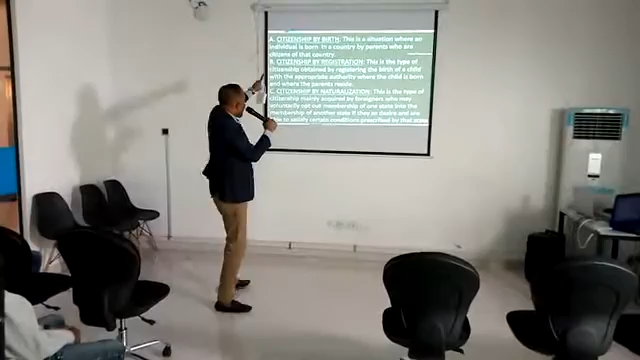 A. CITIZENSHIP BY BIRTH: This is a situation where an
individual is born in a country by parents who are
citizens of that country.
B. CITIZENSHIP BY REGISTRATION: This is the type of
citizenship obtained by registering the birth of a child
with the appropriate authority where the child is born
and where the parents reside.
C. CITIZENSHIP BY NATURALIZATION: This is the type of
citizenship mainly acquired by foreigners who may
voluntarily opt out membership of one state into the
membership of another state if they so desire and are
to satisfy certain conditions prescribed by that state